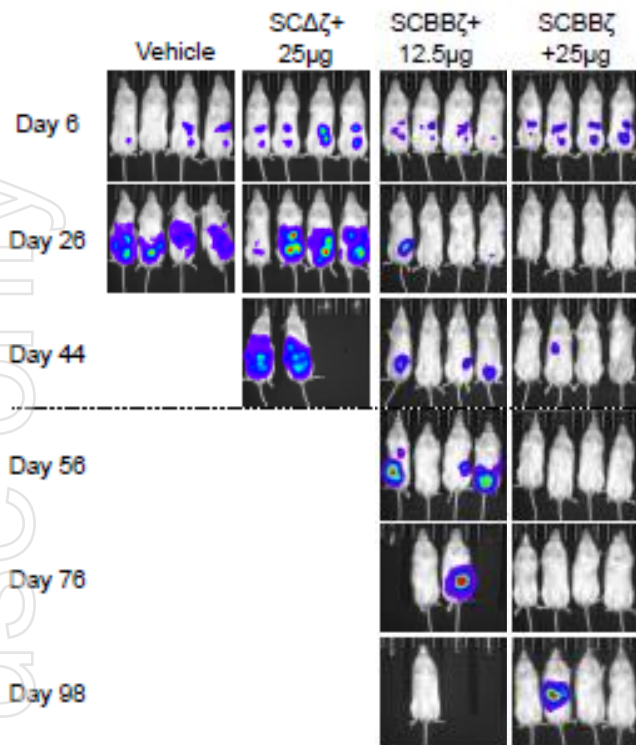 Vehicle
SCΔζ+
25μg
SCBBζ+
12.5μg
SCBBζ
+25μg
Day 6
Day 26
Day 44
Day 56
Day 76
Day 98